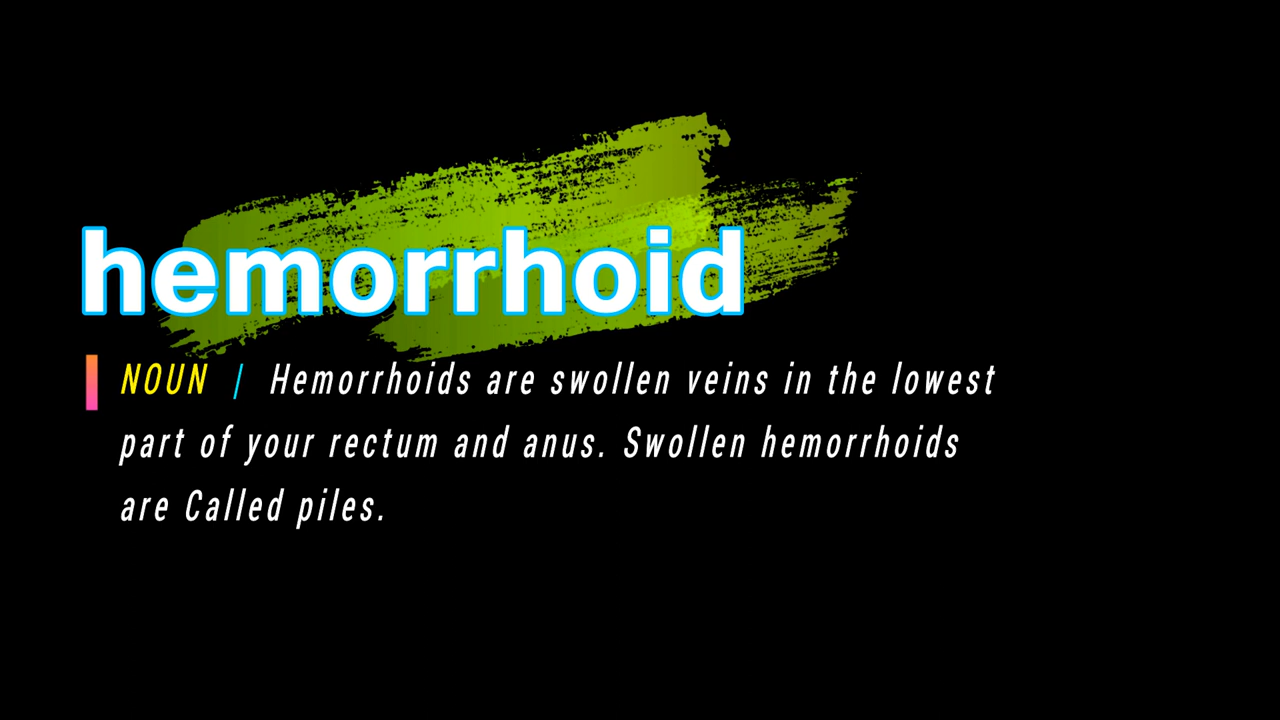 hemorrhoid
NOUN / Hemorrhoids are swollen veins in the lowest
part of your rectum and anus. Swollen hemorrhoids
are Called piles.